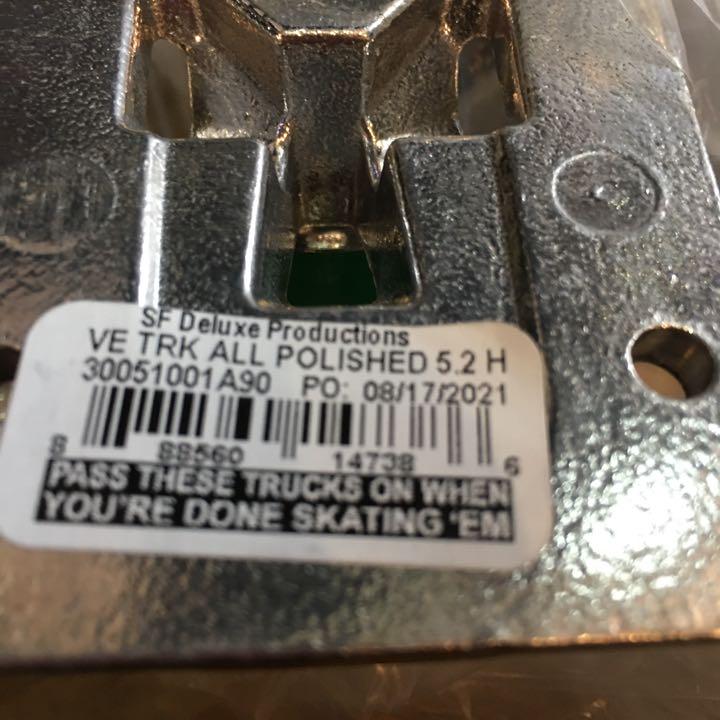 SF Deluxe Productions
VE TRK ALL POLISHED 5.2 H
30051001A90 PO: 08/17/2021
8 88560 14738 6
PASS THESE TRUCKS ON WHEN
YOU'RE DONE SKATING 'EM